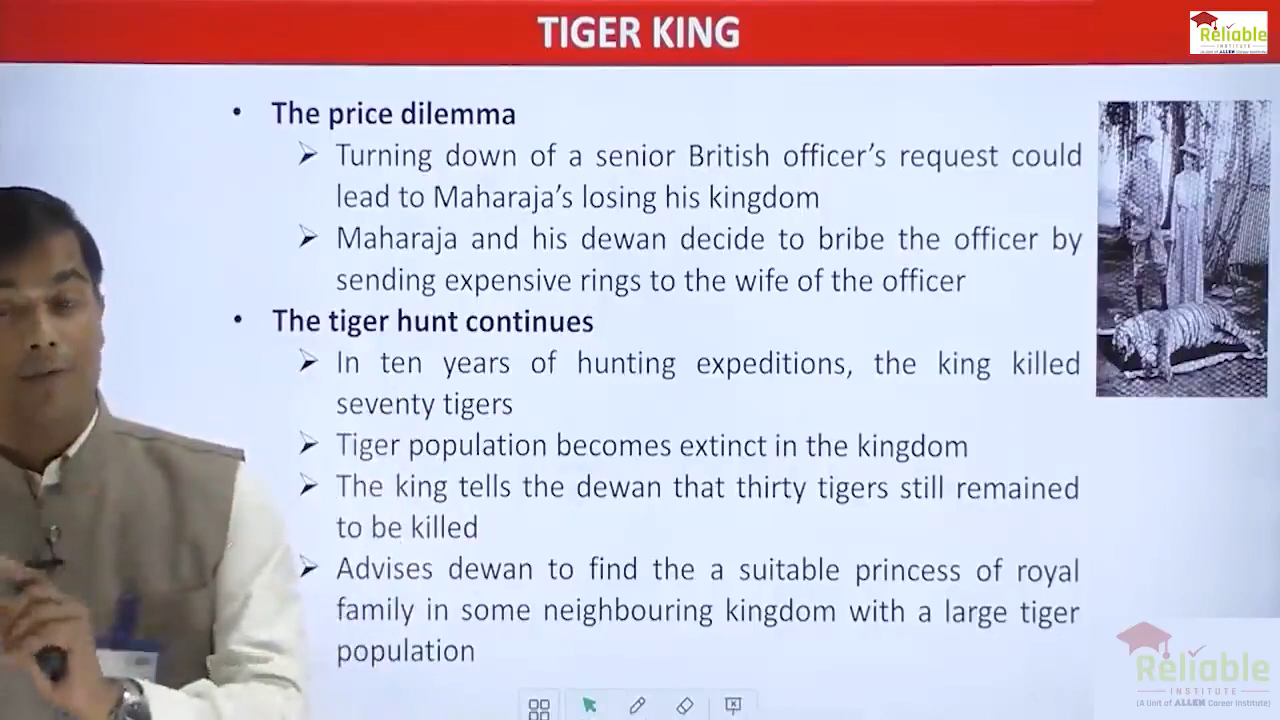 TIGER KING
Reliable
INSTITUTE
(A Unit of ALLEN Career Institute)
• The price dilemma
➢ Turning down of a senior British officer's request could
lead to Maharaja's losing his kingdom
➢ Maharaja and his dewan decide to bribe the officer by
sending expensive rings to the wife of the officer
• The tiger hunt continues
➢ In ten years of hunting expeditions, the king killed
seventy tigers
➢ Tiger population becomes extinct in the kingdom
➢ The king tells the dewan that thirty tigers still remained
to be killed
➢ Advises dewan to find the a suitable princess of royal
family in some neighbouring kingdom with a large tiger
population
Reliable
INSTITUTE
(A Unit of ALLEN Career Institute)